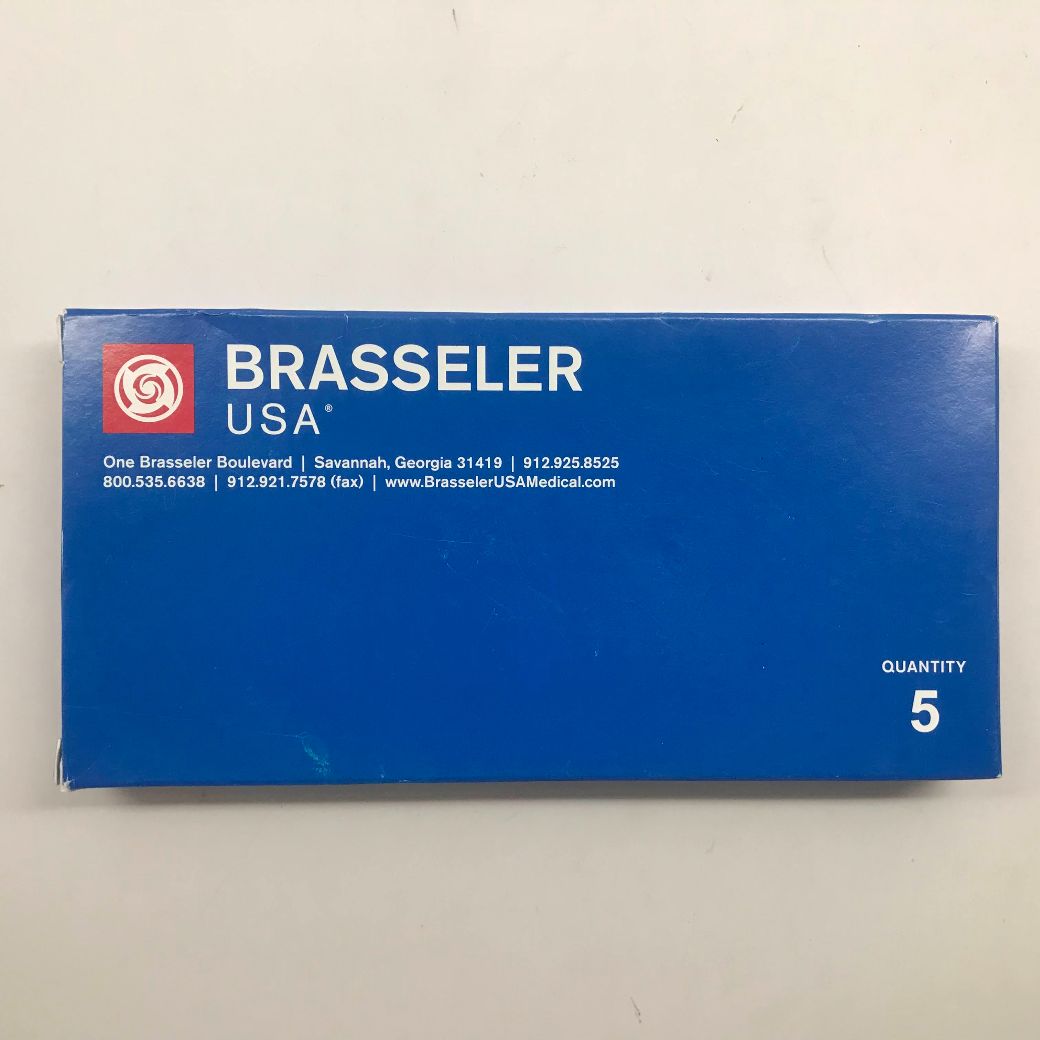 BRASSELER
USA®
One Brasseler Boulevard | Savannah, Georgia 31419 | 912.925.8525
800.535.6638 | 912.921.7578 (fax) | www.BrasselerUSAMedical.com
QUANTITY
5